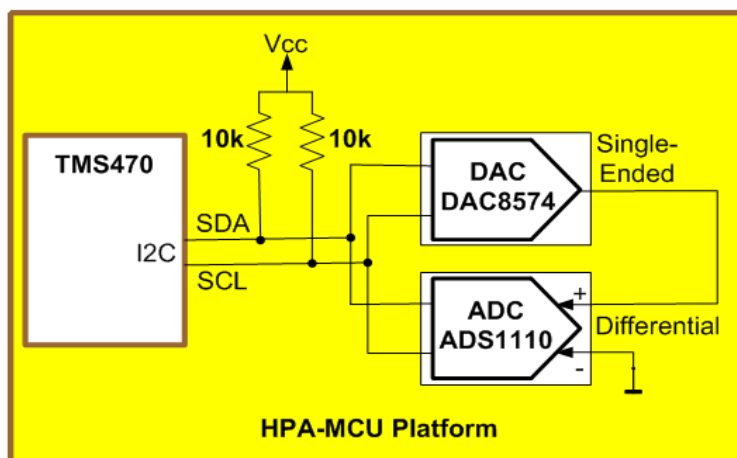 Vcc
10k
10k
TMS470
SDA
I2C
SCL
DAC
DAC8574
Single-
Ended
ADC
ADS1110
+
-
Differential
HPA-MCU Platform